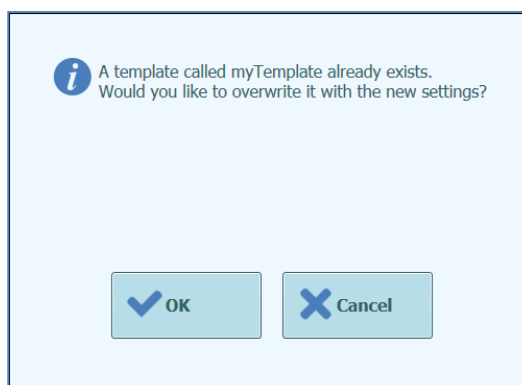 A template called myTemplate already exists.
Would you like to overwrite it with the new settings?
OK
Cancel